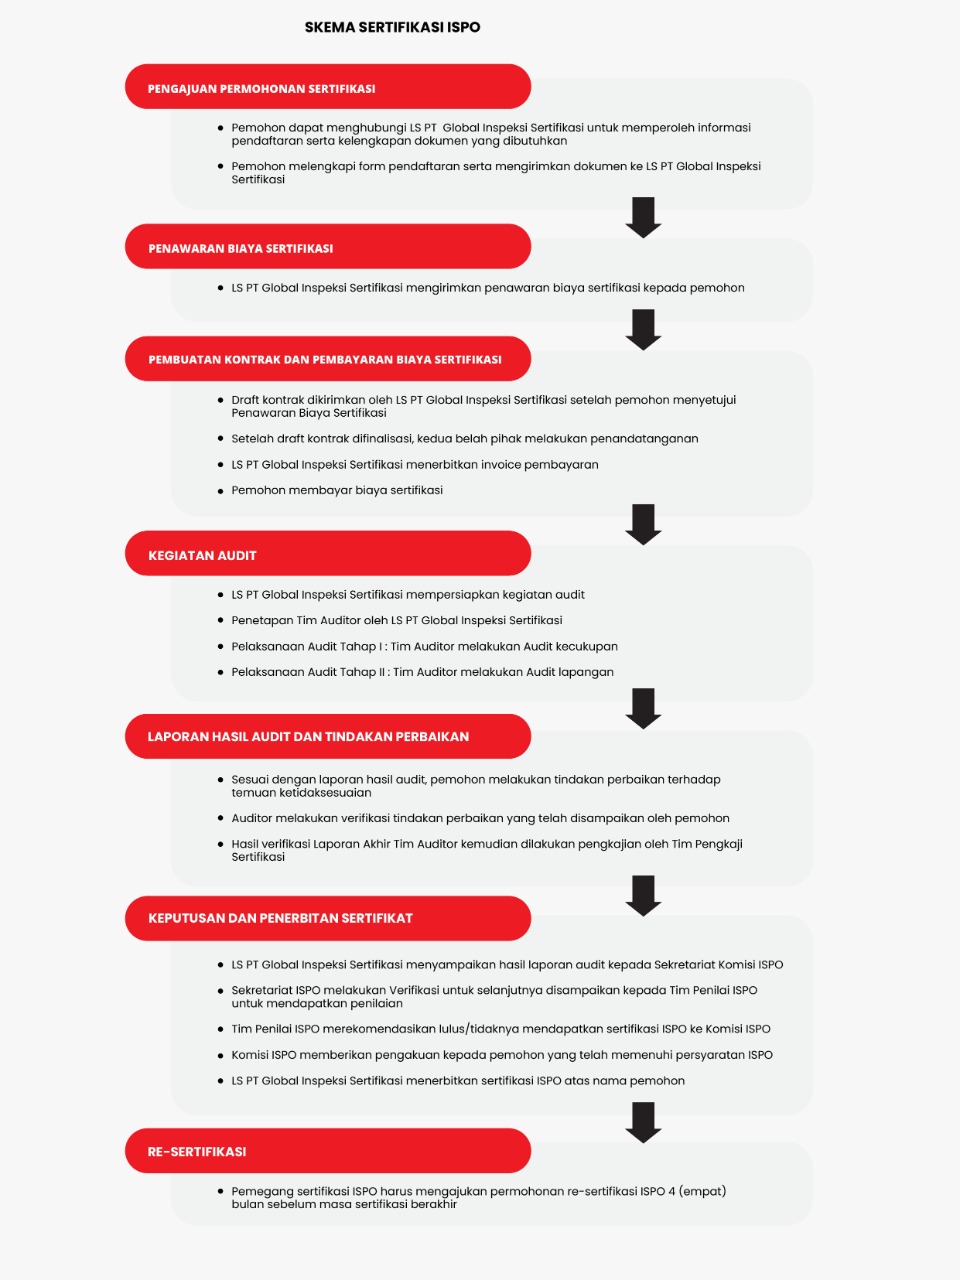 SKEMA SERTIFIKASI ISPO
PENGAJUAN PERMOHONAN SERTIFIKASI
• Pemohon dapat menghubungi LS PT Global Inspeksi Sertifikasi untuk memperoleh informasi
pendaftaran serta kelengkapan dokumen yang dibutuhkan
• Pemohon melengkapi form pendaftaran serta mengirimkan dokumen ke LS PT Global Inspeksi
Sertifikasi
PENAWARAN BIAYA SERTIFIKASI
• LS PT Global Inspeksi Sertifikasi mengirimkan penawaran biaya sertifikasi kepada pemohon
PEMBUATAN KONTRAK DAN PEMBAYARAN BIAYA SERTIFIKASI
• Draft kontrak dikirimkan oleh LS PT Global Inspeksi Sertifikasi setelah pemohon menyetujui
Penawaran Biaya Sertifikasi
• Setelah draft kontrak difinalisasi, kedua belah pihak melakukan penandatanganan
• LS PT Global Inspeksi Sertifikasi menerbitkan invoice pembayaran
• Pemohon membayar biaya sertifikasi
KEGIATAN AUDIT
• LS PT Global Inspeksi Sertifikasi mempersiapkan kegiatan audit
• Penetapan Tim Auditor oleh LS PT Global Inspeksi Sertifikasi
• Pelaksanaan Audit Tahap I : Tim Auditor melakukan Audit kecukupan
• Pelaksanaan Audit Tahap II : Tim Auditor melakukan Audit lapangan
LAPORAN HASIL AUDIT DAN TINDAKAN PERBAIKAN
• Sesuai dengan laporan hasil audit, pemohon melakukan tindakan perbaikan terhadap
temuan ketidaksesuaian
• Auditor melakukan verifikasi tindakan perbaikan yang telah disampaikan oleh pemohon
• Hasil verifikasi Laporan Akhir Tim Auditor kemudian dilakukan pengkajian oleh Tim Pengkaji
Sertifikasi
KEPUTUSAN DAN PENERBITAN SERTIFIKAT
• LS PT Global Inspeksi Sertifikasi menyampaikan hasil laporan audit kepada Sekretariat Komisi ISPO
• Sekretariat ISPO melakukan Verifikasi untuk selanjutnya disampaikan kepada Tim Penilai ISPO
untuk mendapatkan penilaian
• Tim Penilai ISPO merekomendasikan lulus/tidaknya mendapatkan sertifikasi ISPO ke Komisi ISPO
• Komisi ISPO memberikan pengakuan kepada pemohon yang telah memenuhi persyaratan ISPO
• LS PT Global Inspeksi Sertifikasi menerbitkan sertifikasi ISPO atas nama pemohon
RE-SERTIFIKASI
• Pemegang sertifikasi ISPO harus mengajukan permohonan re-sertifikasi ISPO 4 (empat)
bulan sebelum masa sertifikasi berakhir